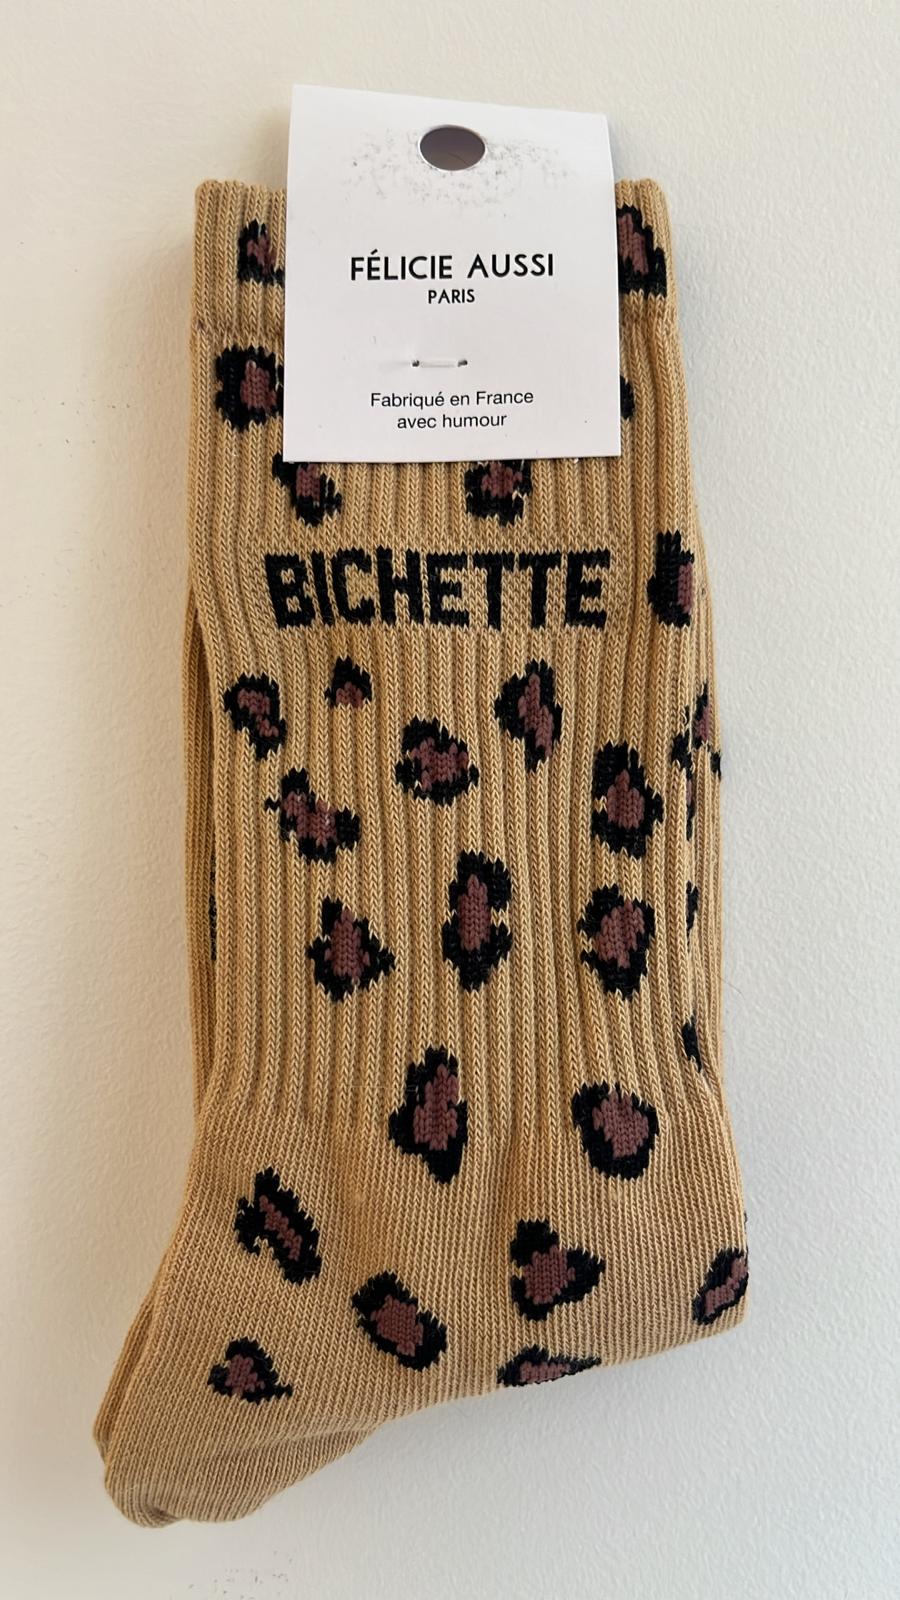 FÉLICIE AUSSI
PARIS
Fabriqué en France
avec humour
BICHETTE